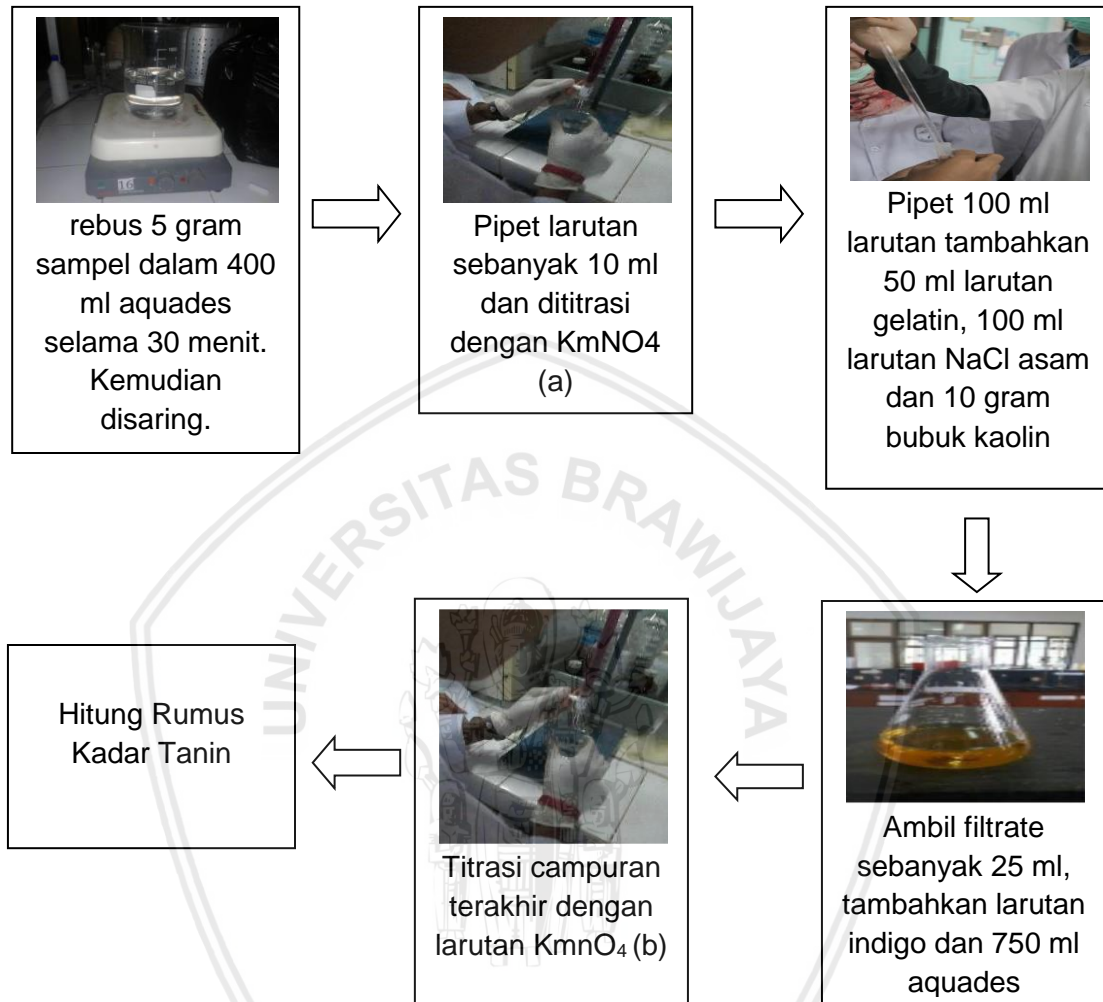 rebus 5 gram
sampel dalam 400
ml aquades
selama 30 menit.
Kemudian
disaring.
Pipet larutan
sebanyak 10 ml
dan dititrasi
dengan KmNO4
(a)
Pipet 100 ml
larutan tambahkan
50 ml larutan
gelatin, 100 ml
larutan NaCl asam
dan 10 gram
bubuk kaolin
Ambil filtrate
sebanyak 25 ml,
tambahkan larutan
indigo dan 750 ml
aquades
Titrasi campuran
terakhir dengan
larutan KmnO₄ (b)
Hitung Rumus
Kadar Tanin
UNIVERSITAS BRAWIJAYA
16